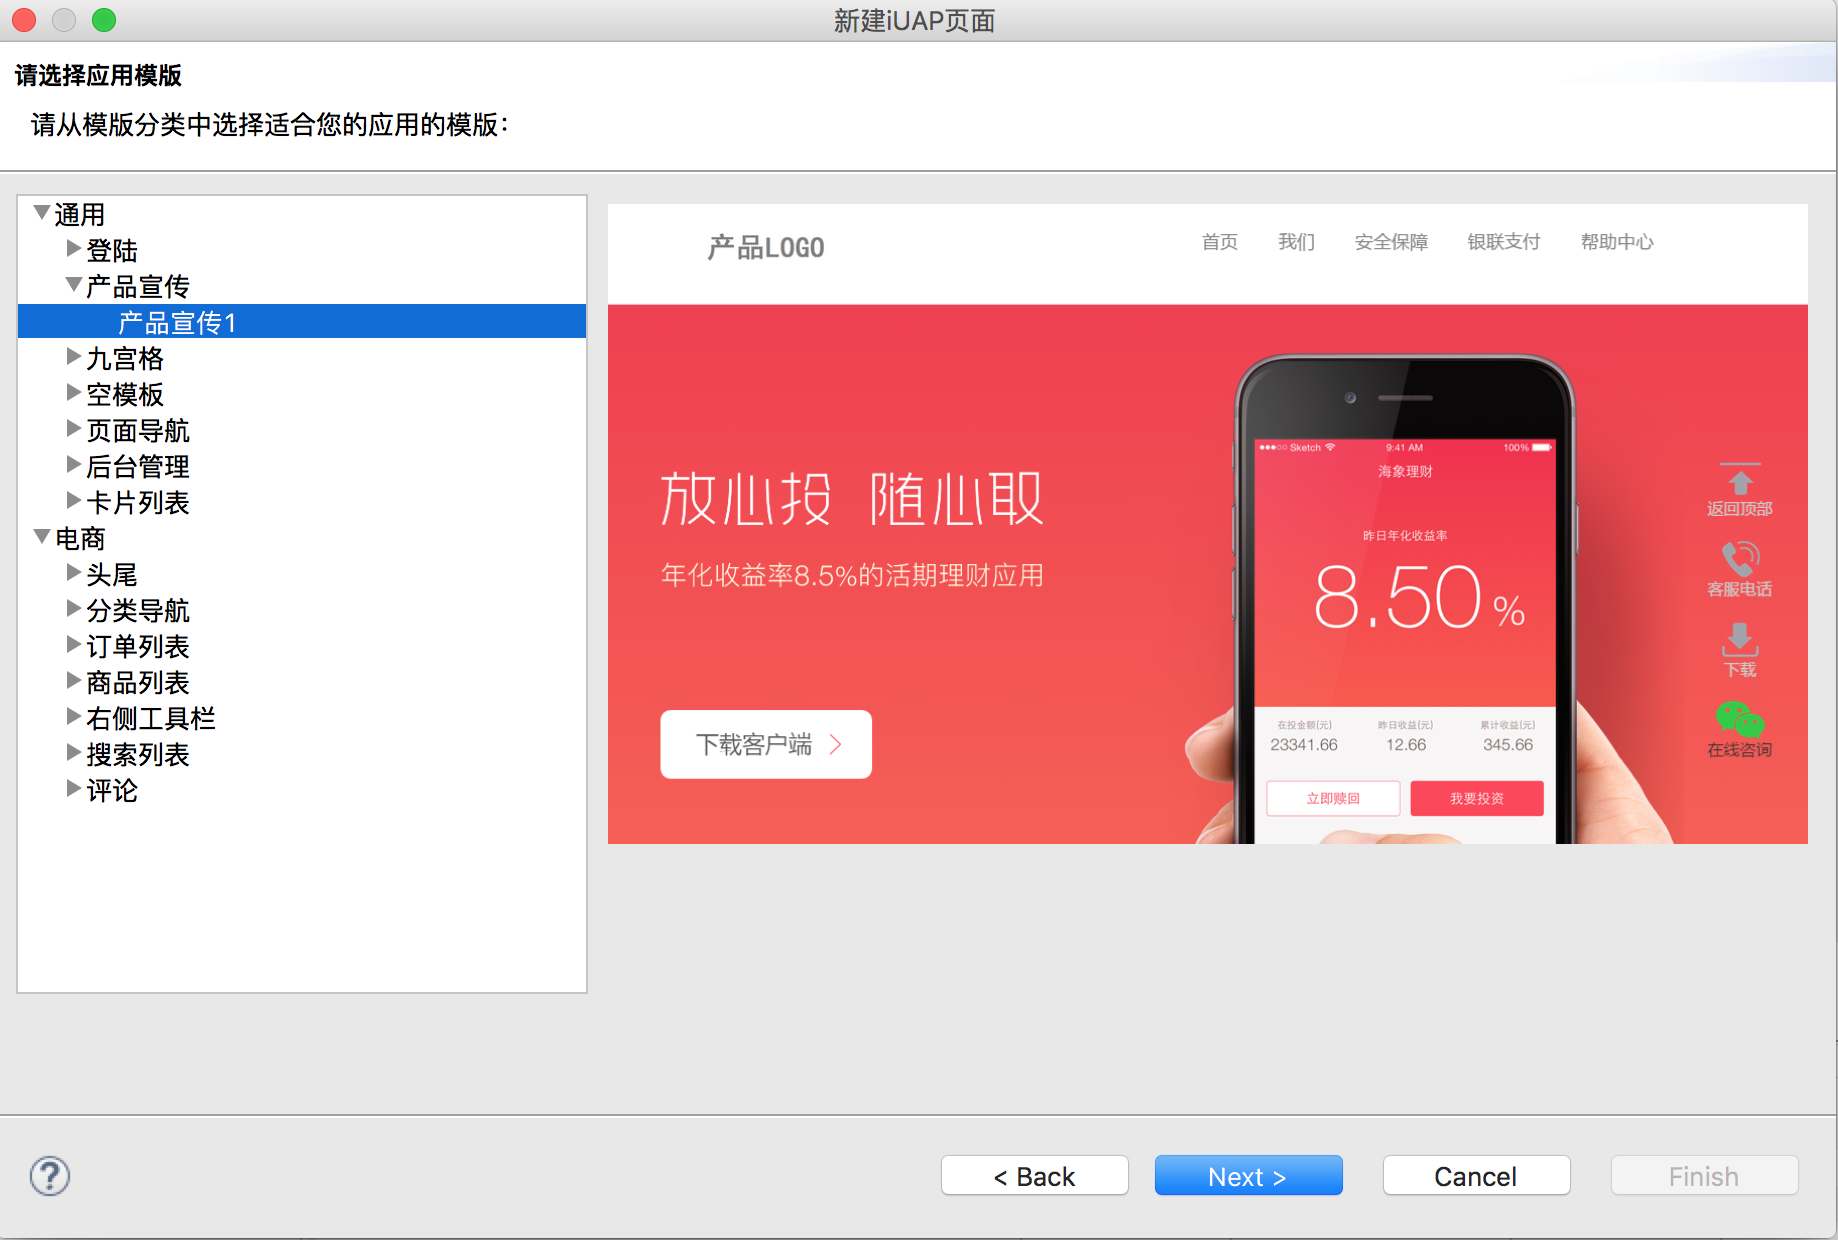 新建iUAP页面
请选择应用模版
请从模版分类中选择适合您的应用的模版：
通用
登陆
产品宣传
产品宣传1
九宫格
空模板
页面导航
后台管理
卡片列表
电商
头尾
分类导航
订单列表
商品列表
右侧工具栏
搜索列表
评论
产品LOGO 首页 我们 安全保障 银联支付 帮助中心
放心投 随心取
年化收益率8.5%的活期理财应用
下载客户端
Sketch 9:41 AM 100%
海象理财
昨日年化收益率
8.50 %
在投金额(元) 昨日收益(元) 累计收益(元)
23341.66 12.66 345.66
立即赎回 我要投资
返回顶部
客服电话
下载
在线咨询
? < Back Next > Cancel Finish